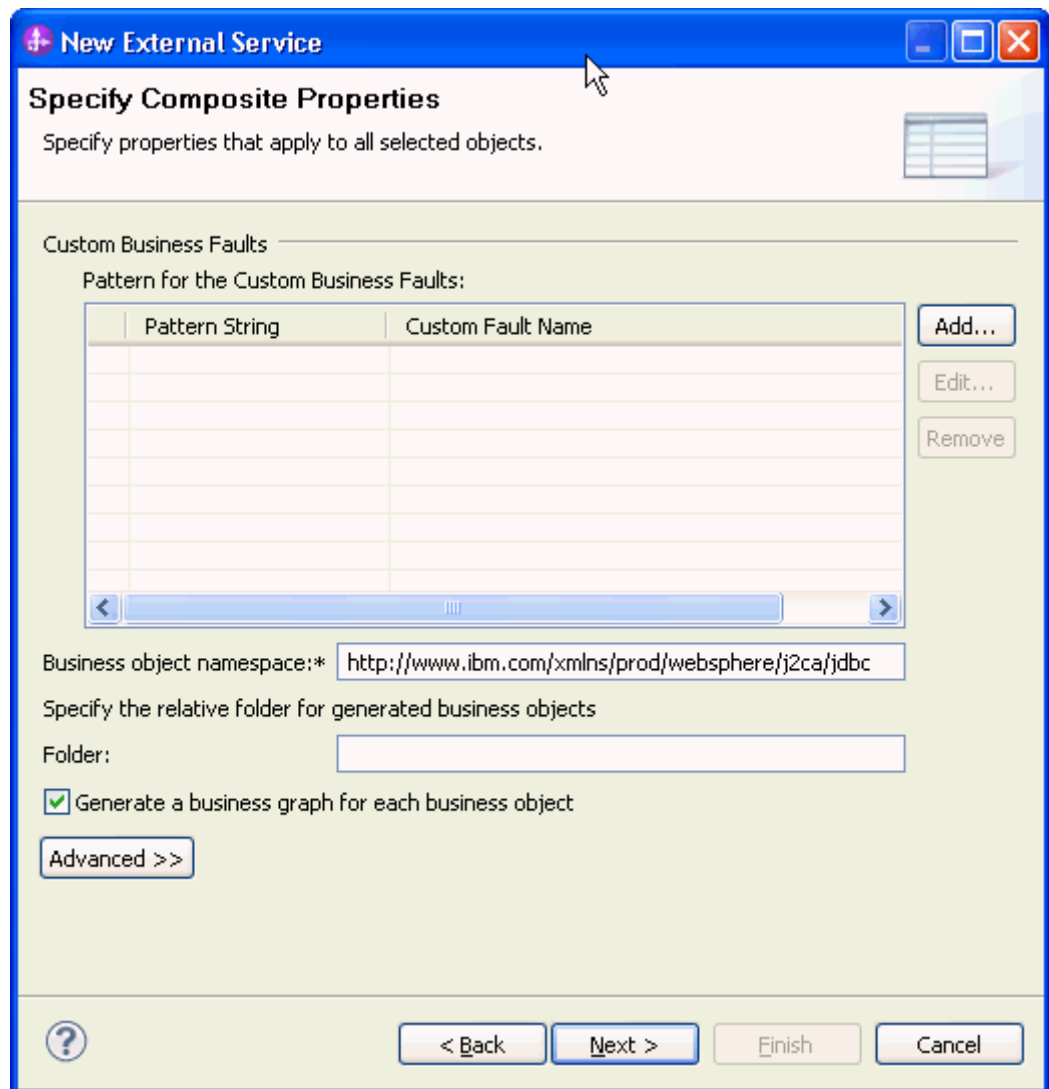 New External Service
Specify Composite Properties
Specify properties that apply to all selected objects.
Custom Business Faults
Pattern for the Custom Business Faults:
Pattern String Custom Fault Name
Add...
Edit...
Remove
Business object namespace:* http://www.ibm.com/xmlns/prod/websphere/j2ca/jdbc
Specify the relative folder for generated business objects
Folder:
Generate a business graph for each business object
Advanced >>
? < Back Next > Finish Cancel